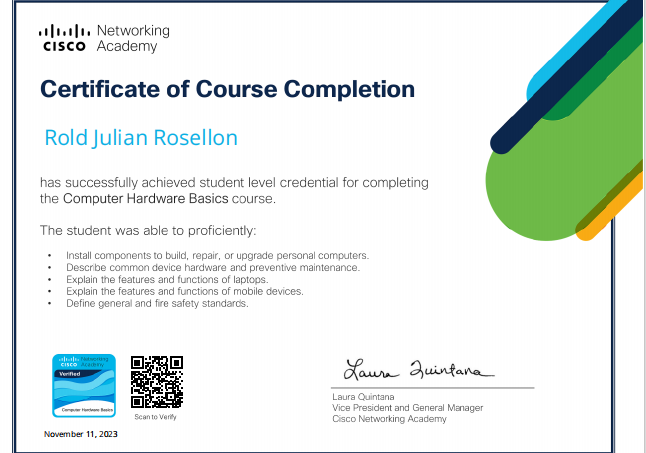 Networking
CISCO Academy
Certificate of Course Completion
Rold Julian Rosellon
has successfully achieved student level credential for completing
the Computer Hardware Basics course.
The student was able to proficiently:
• Install components to build, repair, or upgrade personal computers.
• Describe common device hardware and preventive maintenance.
• Explain the features and functions of laptops.
• Explain the features and functions of mobile devices.
• Define general and fire safety standards.
Networking
CISCO Academy
Verified
Computer Hardware Basics
Scan to Verify
November 11, 2023
Laura Quintana
Laura Quintana
Vice President and General Manager
Cisco Networking Academy